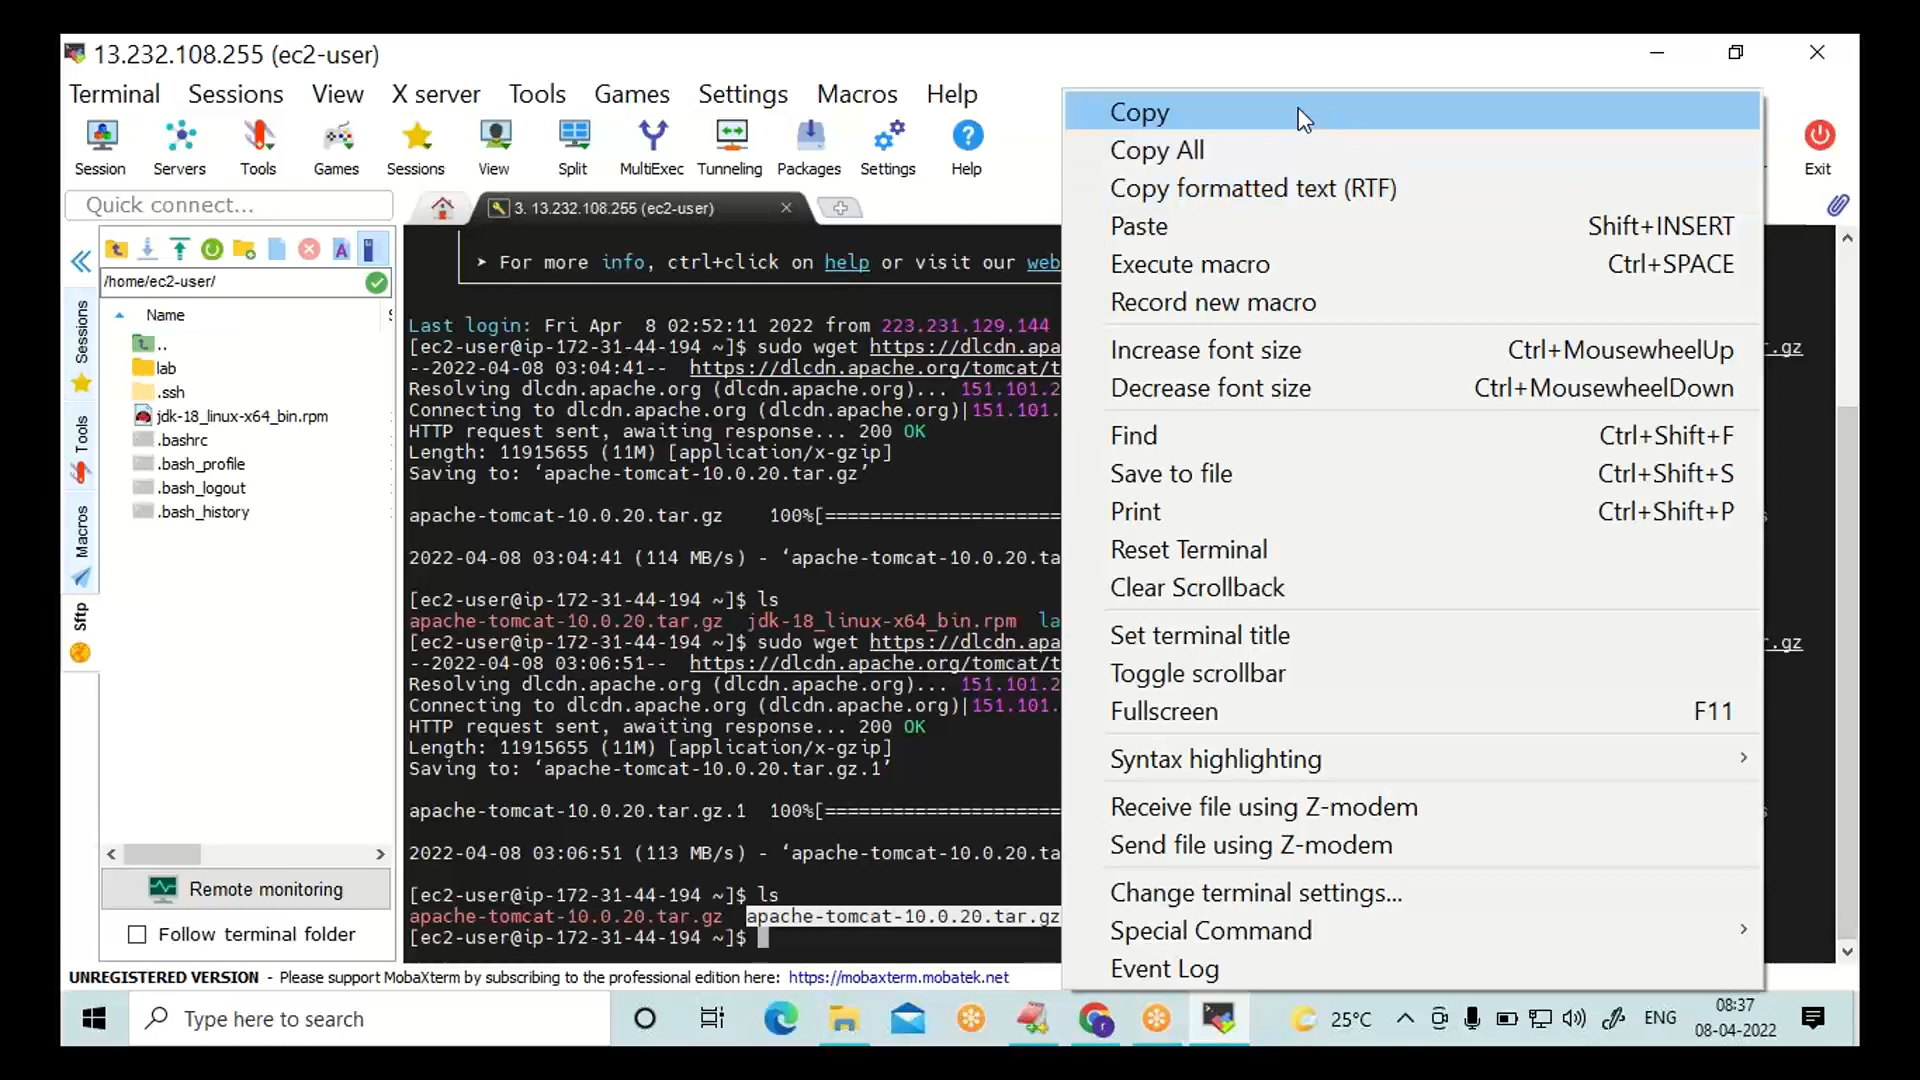 13.232.108.255 (ec2-user)
Terminal Sessions View X server Tools Games Settings Macros Help
Session Servers Tools Games Sessions View Split MultiExec Tunneling Packages Settings Help Exit
Quick connect...
3. 13.232.108.255 (ec2-user)
/home/ec2-user/
Name
..
lab
.ssh
jdk-18_linux-x64_bin.rpm
.bashrc
.bash_profile
.bash_logout
.bash_history
Sessions
Tools
Macros
Sftp
Remote monitoring
Follow terminal folder
➤ For more info, ctrl+click on help or visit our web
Last login: Fri Apr  8 02:52:11 2022 from 223.231.129.144
[ec2-user@ip-172-31-44-194 ~]$ sudo wget https://dlcdn.apa .gz
--2022-04-08 03:04:41--  https://dlcdn.apache.org/tomcat/t
Resolving dlcdn.apache.org (dlcdn.apache.org)... 151.101.2
Connecting to dlcdn.apache.org (dlcdn.apache.org)|151.101.
HTTP request sent, awaiting response... 200 OK
Length: 11915655 (11M) [application/x-gzip]
Saving to: ‘apache-tomcat-10.0.20.tar.gz’
apache-tomcat-10.0.20.tar.gz    100%[=====================
2022-04-08 03:04:41 (114 MB/s) - ‘apache-tomcat-10.0.20.ta
[ec2-user@ip-172-31-44-194 ~]$ ls
apache-tomcat-10.0.20.tar.gz  jdk-18_linux-x64_bin.rpm  la
[ec2-user@ip-172-31-44-194 ~]$ sudo wget https://dlcdn.apa .gz
--2022-04-08 03:06:51--  https://dlcdn.apache.org/tomcat/t
Resolving dlcdn.apache.org (dlcdn.apache.org)... 151.101.2
Connecting to dlcdn.apache.org (dlcdn.apache.org)|151.101.
HTTP request sent, awaiting response... 200 OK
Length: 11915655 (11M) [application/x-gzip]
Saving to: ‘apache-tomcat-10.0.20.tar.gz.1’
apache-tomcat-10.0.20.tar.gz.1  100%[=====================
2022-04-08 03:06:51 (113 MB/s) - ‘apache-tomcat-10.0.20.ta
[ec2-user@ip-172-31-44-194 ~]$ ls
apache-tomcat-10.0.20.tar.gz  apache-tomcat-10.0.20.tar.gz
[ec2-user@ip-172-31-44-194 ~]$
Copy
Copy All
Copy formatted text (RTF)
Paste Shift+INSERT
Execute macro Ctrl+SPACE
Record new macro
Increase font size Ctrl+MousewheelUp
Decrease font size Ctrl+MousewheelDown
Find Ctrl+Shift+F
Save to file Ctrl+Shift+S
Print Ctrl+Shift+P
Reset Terminal
Clear Scrollback
Set terminal title
Toggle scrollbar
Fullscreen F11
Syntax highlighting
Receive file using Z-modem
Send file using Z-modem
Change terminal settings...
Special Command
Event Log
UNREGISTERED VERSION - Please support MobaXterm by subscribing to the professional edition here: https://mobaxterm.mobatek.net
Type here to search
25°C
ENG
08:37
08-04-2022